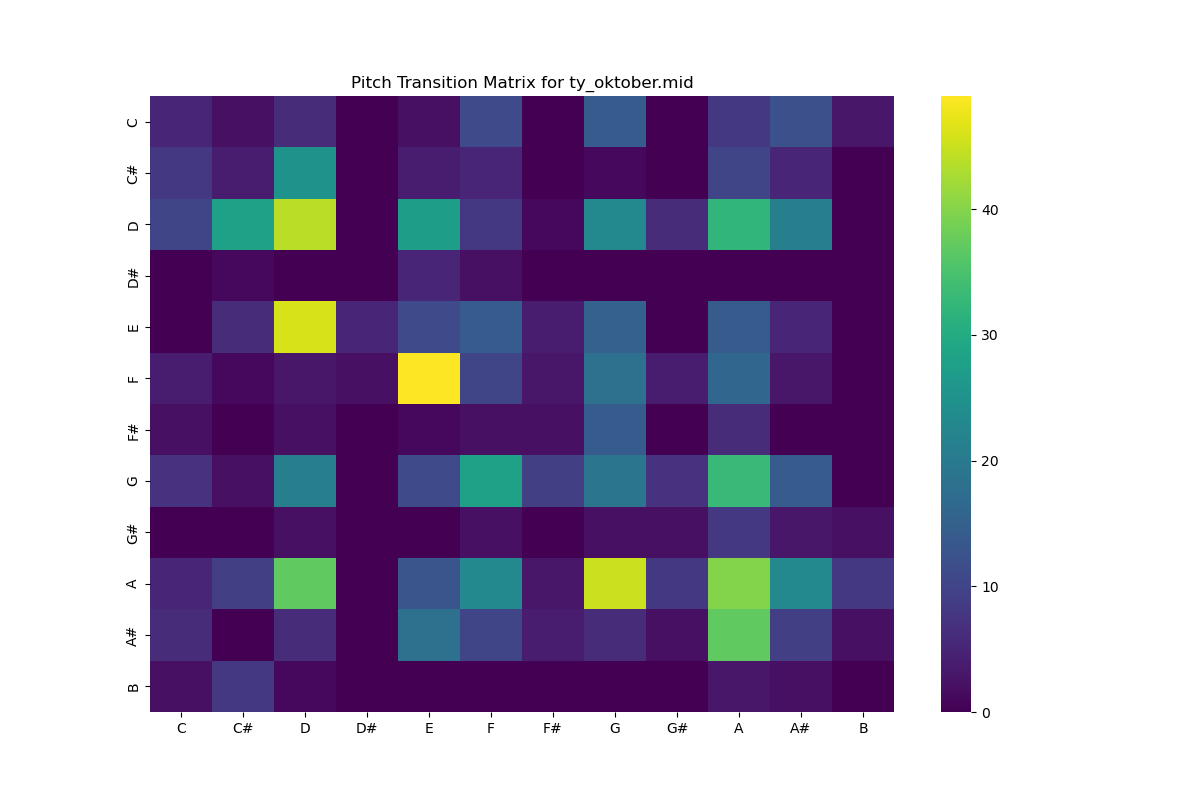 Pitch Transition Matrix for ty_oktober.mid
C
C#
D
D#
E
F
F#
G
G#
A
A#
B
C C# D D# E F F# G G# A A# B
40
30
20
10
0